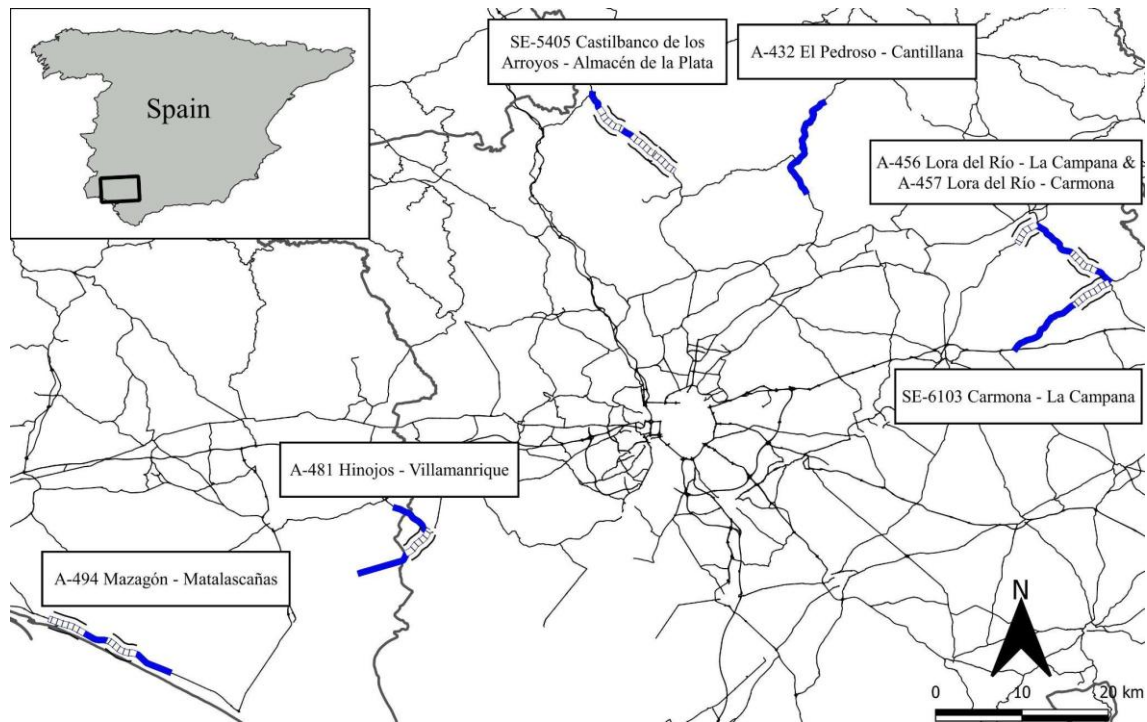 SE-5405 Castilbanco de los
Arroyos - Almacén de la Plata
A-432 El Pedroso - Cantillana
Spain
A-456 Lora del Río - La Campana &
A-457 Lora del Río - Carmona
SE-6103 Carmona - La Campana
A-481 Hinojos - Villamanrique
A-494 Mazagón - Matalascañas
N
0 10 20 km